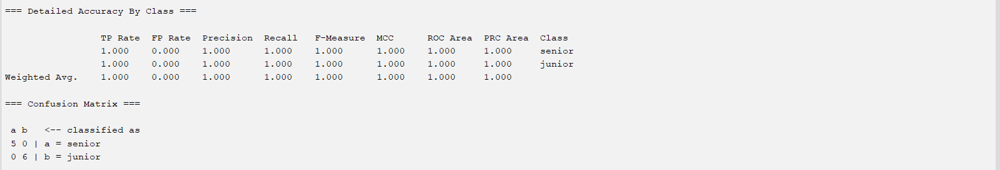 === Detailed Accuracy By Class ===
TP Rate FP Rate Precision Recall F-Measure MCC ROC Area PRC Area Class
1.000 0.000 1.000 1.000 1.000 1.000 1.000 1.000 senior
1.000 0.000 1.000 1.000 1.000 1.000 1.000 1.000 junior
Weighted Avg. 1.000 0.000 1.000 1.000 1.000 1.000 1.000 1.000
=== Confusion Matrix ===
a b <-- classified as
5 0 | a = senior
0 6 | b = junior